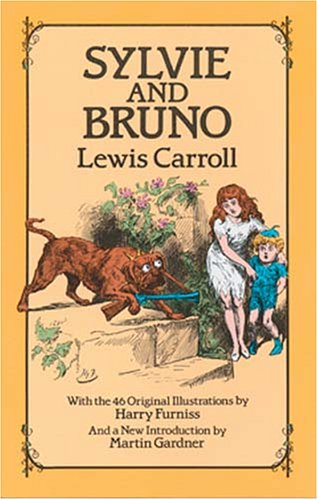 SYLVIE
AND
BRUNO
Lewis Carroll
With the 46 Original Illustrations by
Harry Furniss
And a New Introduction by
Martin Gardner